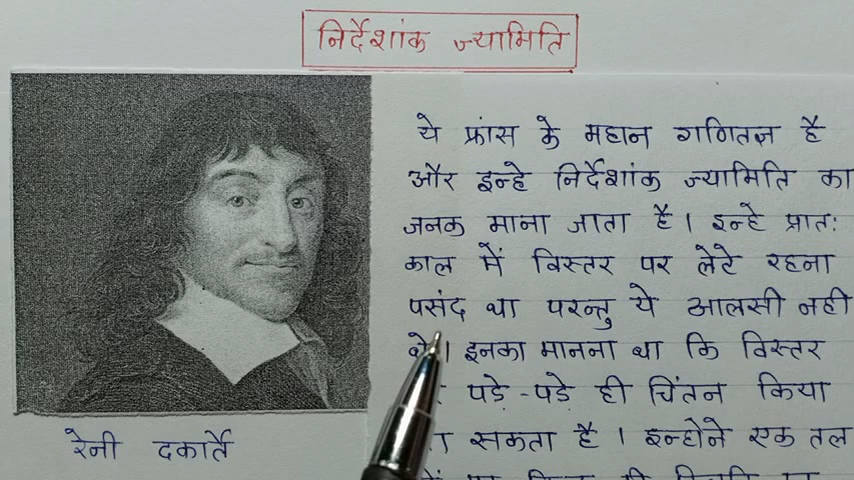 निर्देशांक ज्यामिति
ये फ्रांस के महान गणितज्ञ है
और इन्हे निर्देशांक ज्यामिति का
जनक माना जाता है । इन्हे प्रातः
काल में विस्तर पर लेटे रहना
पसंद था परन्तु ये आलसी नही
थे । इनका मानना था कि विस्तर
पड़े -पड़े ही चिंतन किया
सकता है । इन्होने एक तल
रेनी दकार्ते